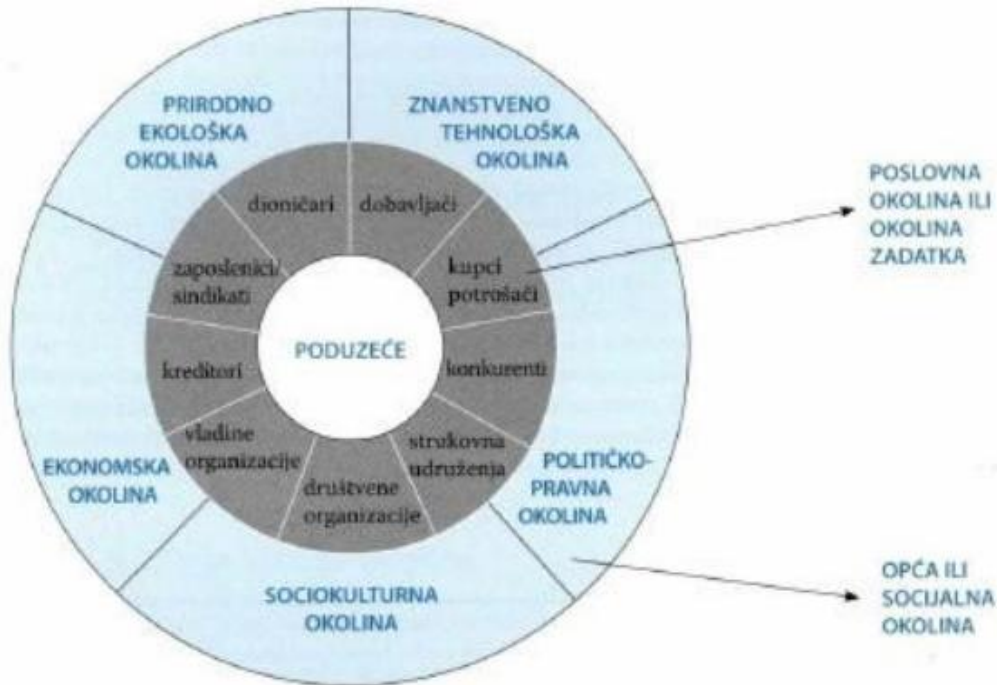 PRIRODNO
EKOLOŠKA
OKOLINA
ZNANSTVENO
TEHNOLOŠKA
OKOLINA
dioničari
dobavljači
POSLOVNA
OKOLINA ILI
OKOLINA
ZADATKA
zaposlenici/
sindikati
kupci
potrošači
PODUZEĆE
kreditori
konkurenti
vladine
organizacije
strukovna
udruženja
društvene
organizacije
EKONOMSKA
OKOLINA
POLITIČKO-
PRAVNA
OKOLINA
SOCIOKULTURNA
OKOLINA
OPĆA ILI
SOCIJALNA
OKOLINA